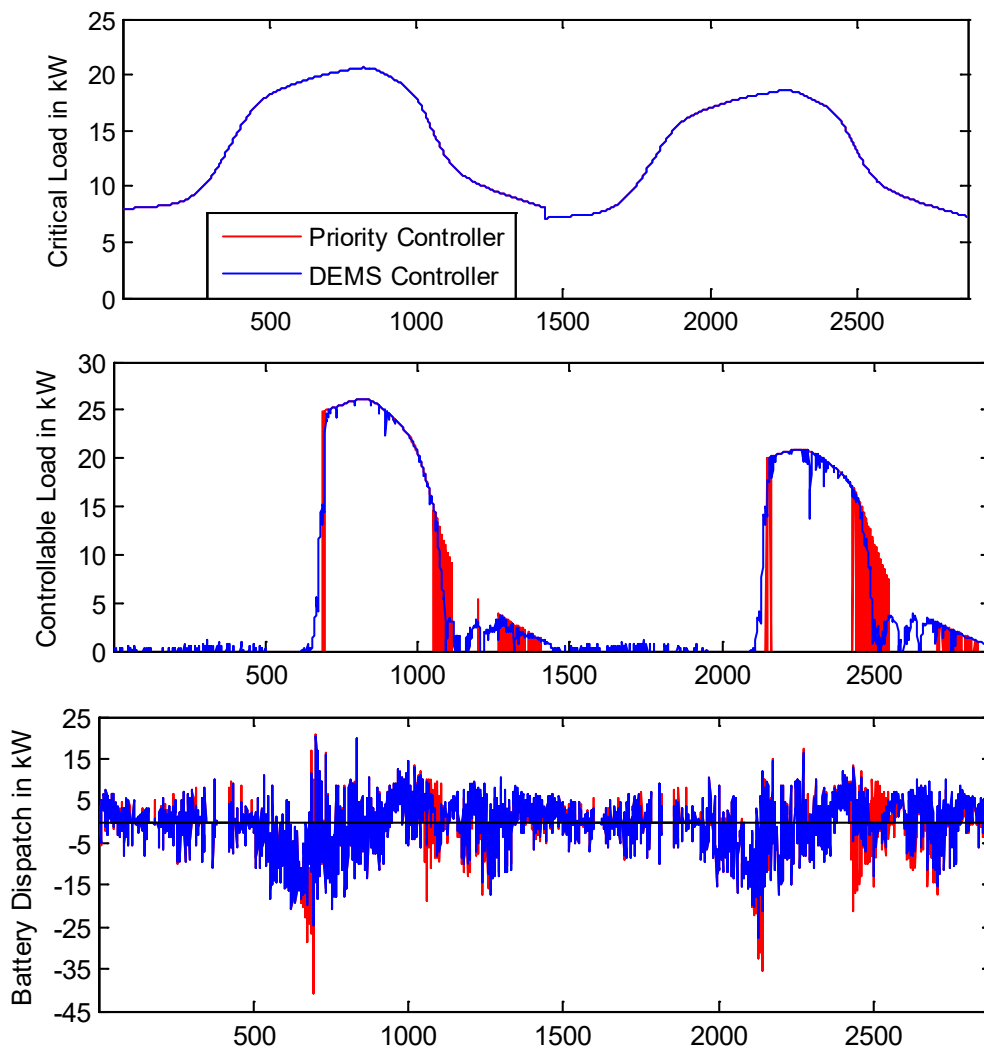 Critical Load in kW
25
20
15
10
5
0
Priority Controller
DEMS Controller
500 1000 1500 2000 2500
Controllable Load in kW
30
25
20
15
10
5
0
500 1000 1500 2000 2500
Battery Dispatch in kW
25
15
5
-5
-15
-25
-35
-45
500 1000 1500 2000 2500